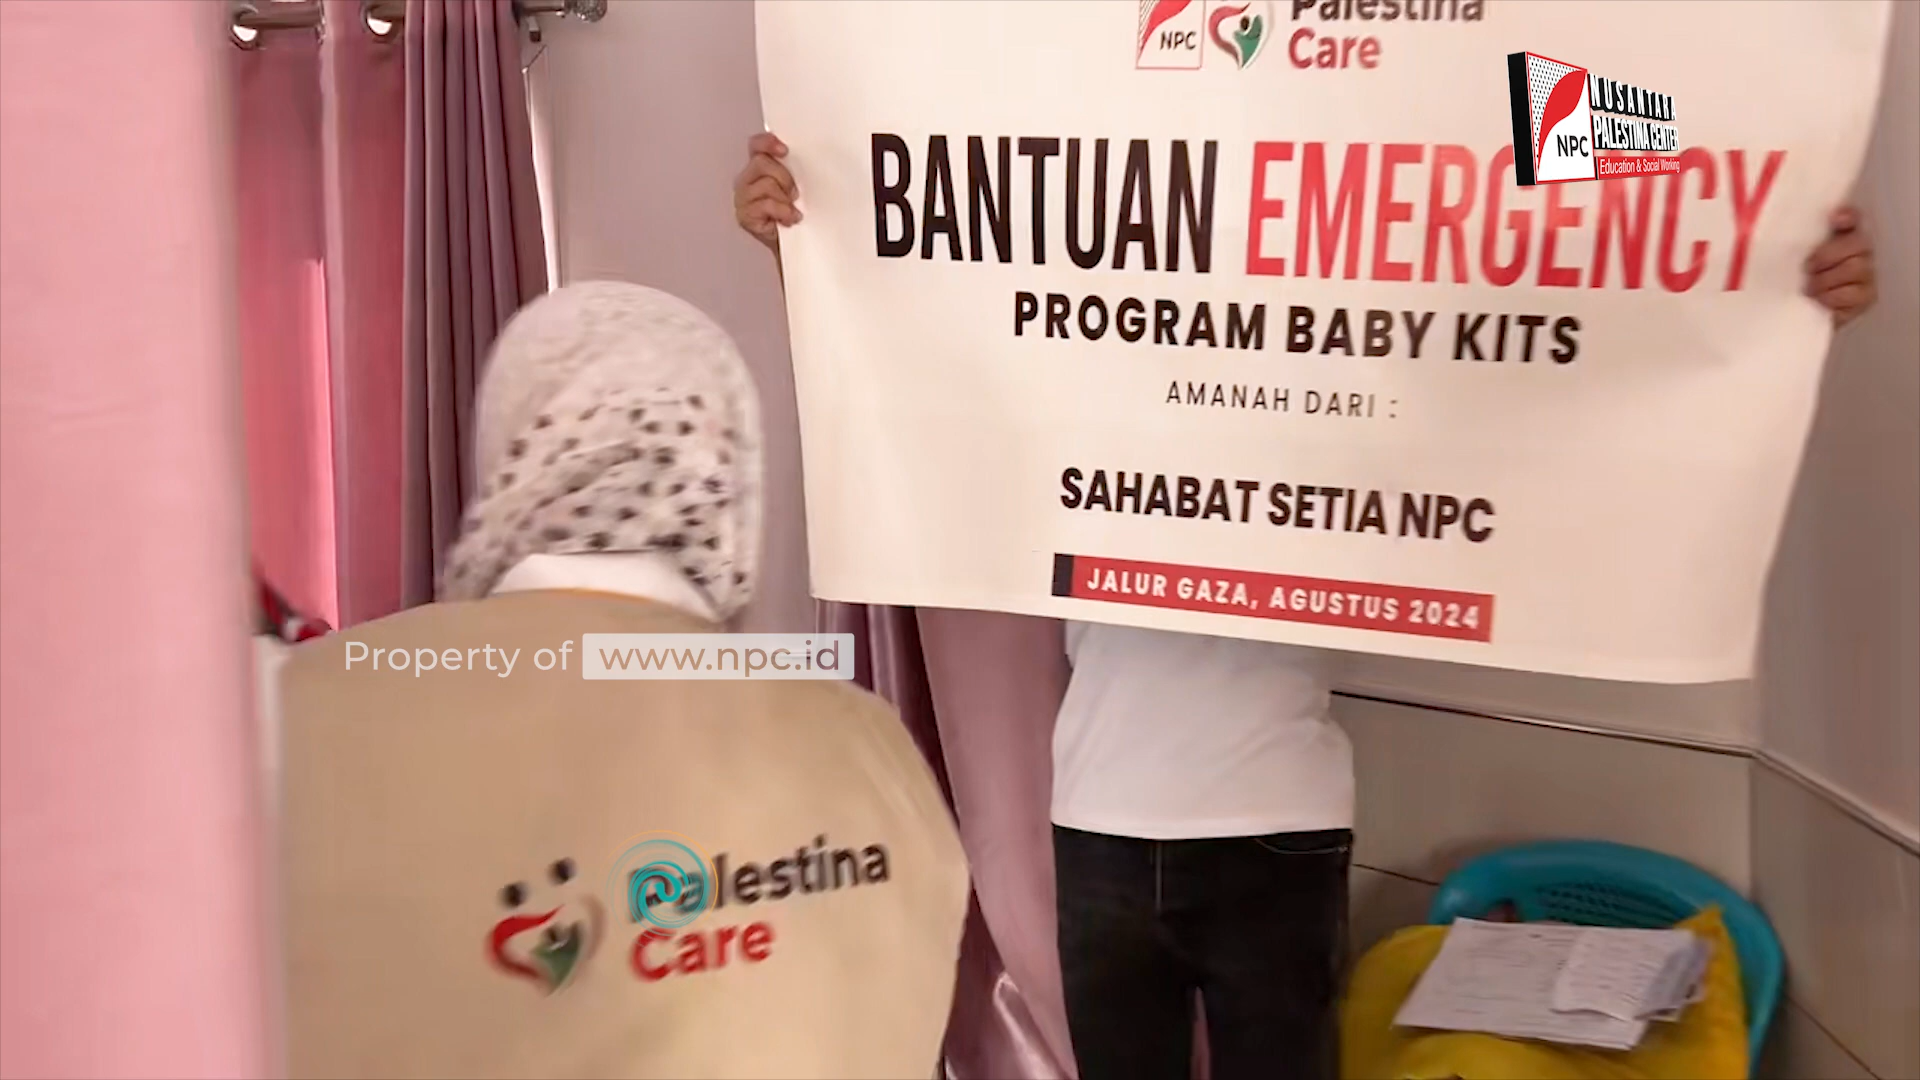 NPC
Palestina
Care
BANTUAN EMERGENCY
PROGRAM BABY KITS
AMANAH DARI :
SAHABAT SETIA NPC
JALUR GAZA, AGUSTUS 2024
NPC
NUSANTARA
PALESTINA CENTER
Education & Social Working
Property of www.npc.id
Palestina
Care